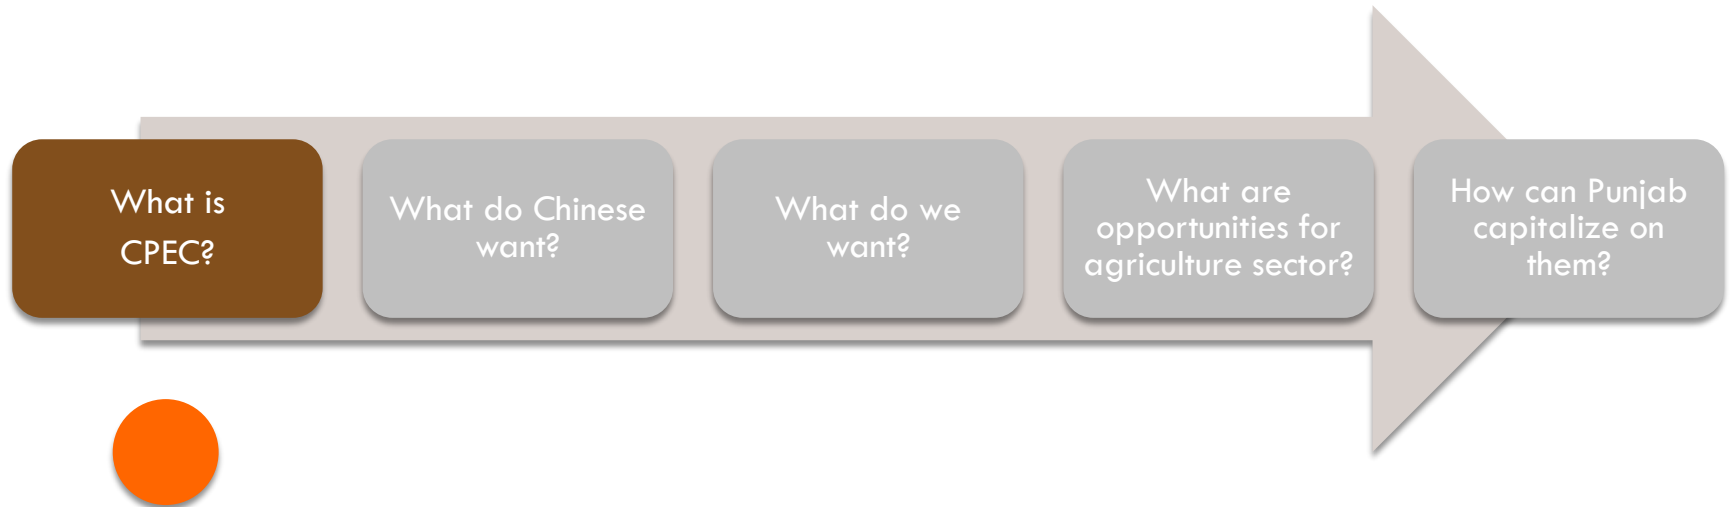 What is
CPEC?
What do Chinese
want?
What do we
want?
What are
opportunities for
agriculture sector?
How can Punjab
capitalize on
them?